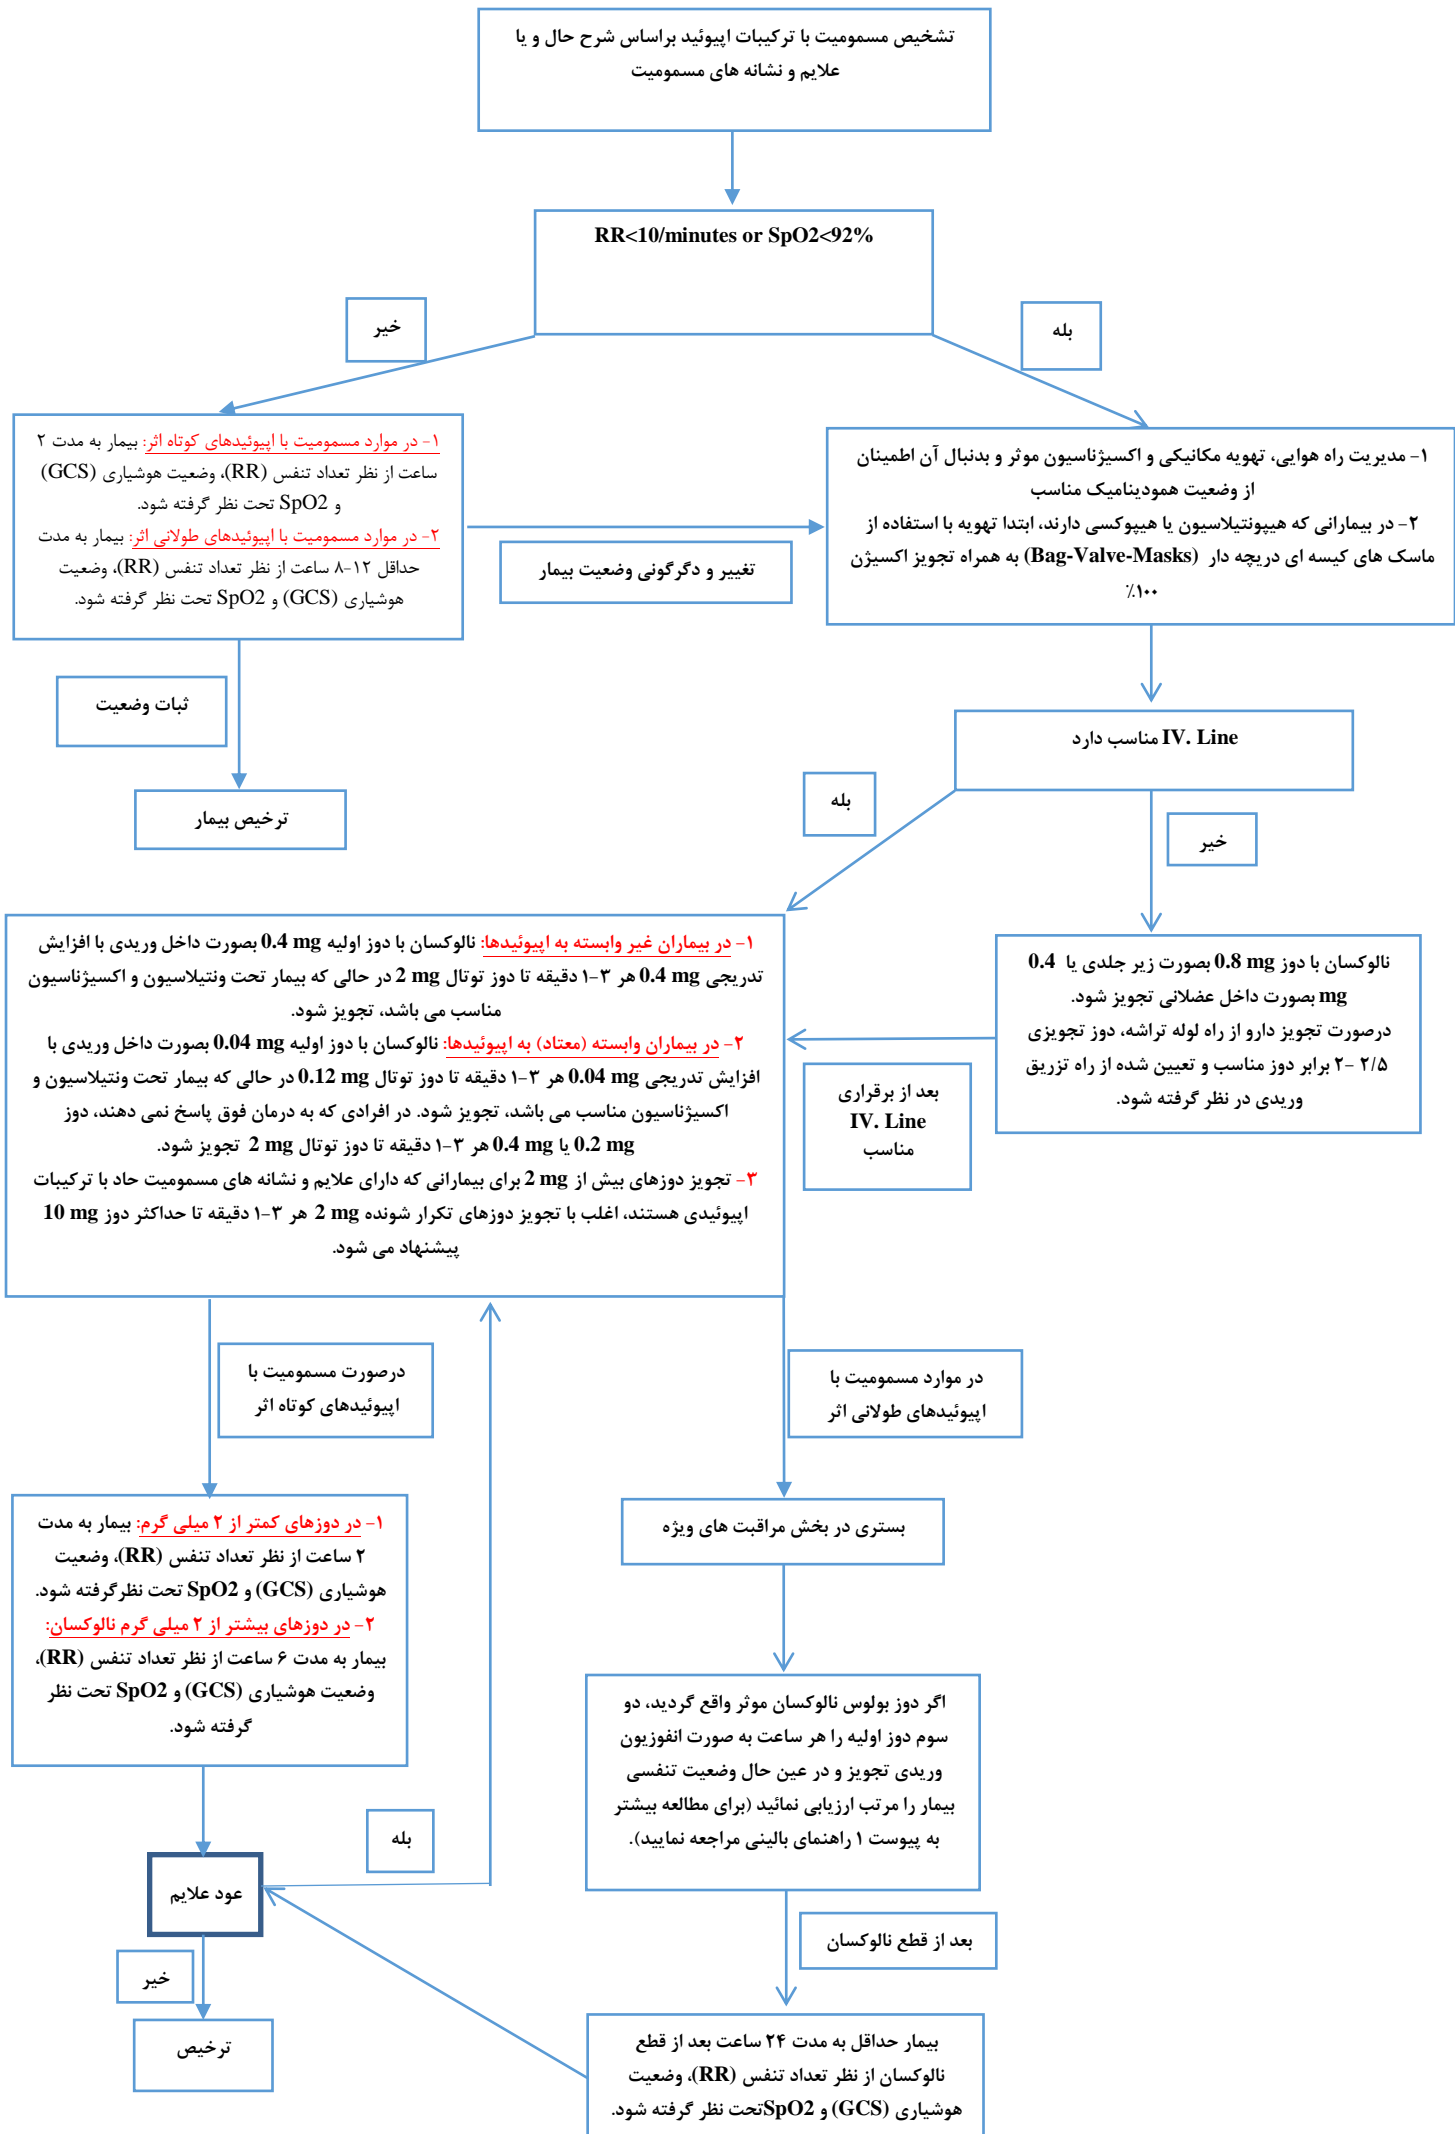 تشخیص مسمومیت با ترکیبات اپیوئید براساس شرح حال و یا
علایم و نشانه های مسمومیت
RR<10/minutes or SpO2<92%
بله
خیر
۱- مدیریت راه هوایی، تهویه مکانیکی و اکسیژناسیون موثر و بدنبال آن اطمینان
از وضعیت همودینامیک مناسب
۲- در بیمارانی که هیپونتیلاسیون یا هیپوکسی دارند، ابتدا تهویه با استفاده از
ماسک های کیسه ای دریچه دار (Bag-Valve-Masks) به همراه تجویز اکسیژن
۱۰۰٪
۱- در موارد مسمومیت با اپیوئیدهای کوتاه اثر: بیمار به مدت ۲
ساعت از نظر تعداد تنفس (RR)، وضعیت هوشیاری (GCS)
و SpO2 تحت نظر گرفته شود.
۲- در موارد مسمومیت با اپیوئیدهای طولانی اثر: بیمار به مدت
حداقل ۱۲-۸ ساعت از نظر تعداد تنفس (RR)، وضعیت
هوشیاری (GCS) و SpO2 تحت نظر گرفته شود.
تغییر و دگرگونی وضعیت بیمار
ثبات وضعیت
ترخیص بیمار
IV. Line مناسب دارد
بله
خیر
نالوکسان با دوز 0.8 mg بصورت زیر جلدی یا 0.4
mg بصورت داخل عضلانی تجویز شود.
درصورت تجویز دارو از راه لوله تراشه، دوز تجویزی
۲/۵ -۲ برابر دوز مناسب و تعیین شده از راه تزریق
وریدی در نظر گرفته شود.
بعد از برقراری
IV. Line
مناسب
۱- در بیماران غیر وابسته به اپیوئیدها: نالوکسان با دوز اولیه 0.4 mg بصورت داخل وریدی با افزایش
تدریجی 0.4 mg هر ۳-۱ دقیقه تا دوز توتال 2 mg در حالی که بیمار تحت ونتیلاسیون و اکسیژناسیون
مناسب می باشد، تجویز شود.
۲- در بیماران وابسته (معتاد) به اپیوئیدها: نالوکسان با دوز اولیه 0.04 mg بصورت داخل وریدی با
افزایش تدریجی 0.04 mg هر ۳-۱ دقیقه تا دوز توتال 0.12 mg در حالی که بیمار تحت ونتیلاسیون و
اکسیژناسیون مناسب می باشد، تجویز شود. در افرادی که به درمان فوق پاسخ نمی دهند، دوز
0.2 mg یا 0.4 mg هر ۳-۱ دقیقه تا دوز توتال 2 mg تجویز شود.
۳- تجویز دوزهای بیش از 2 mg برای بیمارانی که دارای علایم و نشانه های مسمومیت حاد با ترکیبات
اپیوئیدی هستند، اغلب با تجویز دوزهای تکرار شونده 2 mg هر ۳-۱ دقیقه تا حداکثر دوز 10 mg
پیشنهاد می شود.
در موارد مسمومیت با
اپیوئیدهای طولانی اثر
درصورت مسمومیت با
اپیوئیدهای کوتاه اثر
بستری در بخش مراقبت های ویژه
۱- در دوزهای کمتر از ۲ میلی گرم: بیمار به مدت
۲ ساعت از نظر تعداد تنفس (RR)، وضعیت
هوشیاری (GCS) و SpO2 تحت نظرگرفته شود.
۲- در دوزهای بیشتر از ۲ میلی گرم نالوکسان:
بیمار به مدت ۶ ساعت از نظر تعداد تنفس (RR)،
وضعیت هوشیاری (GCS) و SpO2 تحت نظر
گرفته شود.
اگر دوز بولوس نالوکسان موثر واقع گردید، دو
سوم دوز اولیه را هر ساعت به صورت انفوزیون
وریدی تجویز و در عین حال وضعیت تنفسی
بیمار را مرتب ارزیابی نمائید (برای مطالعه بیشتر
به پیوست ۱ راهنمای بالینی مراجعه نمایید).
بله
عود علایم
بعد از قطع نالوکسان
خیر
ترخیص
بیمار حداقل به مدت ۲۴ ساعت بعد از قطع
نالوکسان از نظر تعداد تنفس (RR)، وضعیت
هوشیاری (GCS) و SpO2تحت نظر گرفته شود.